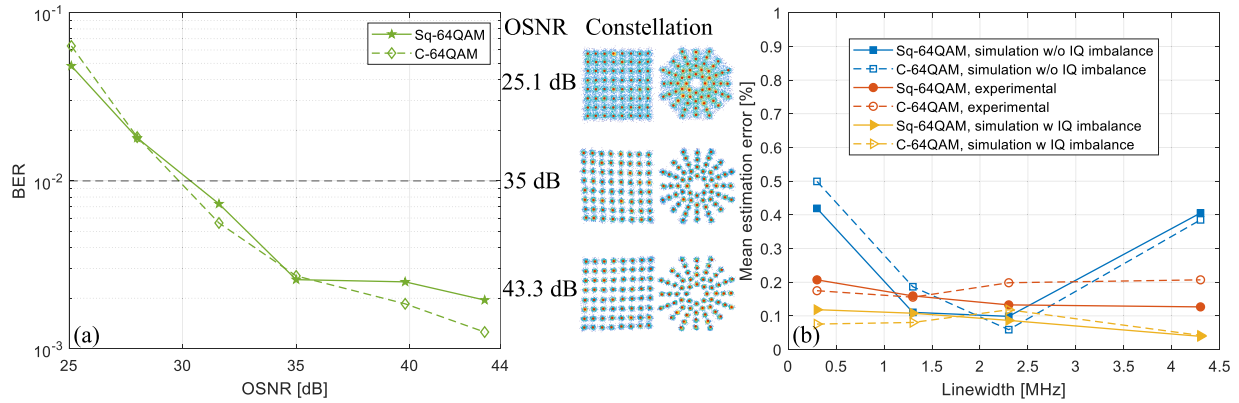 10^-1
10^-2
10^-3
BER
25
30
35
40
44
OSNR [dB]
Sq-64QAM
C-64QAM
(a)
OSNR
Constellation
25.1 dB
35 dB
43.3 dB
1
0.9
0.8
0.7
0.6
0.5
0.4
0.3
0.2
0.1
0
Mean estimation error [%]
Sq-64QAM, simulation w/o IQ imbalance
C-64QAM, simulation w/o IQ imbalance
Sq-64QAM, experimental
C-64QAM, experimental
Sq-64QAM, simulation w IQ imbalance
C-64QAM, simulation w IQ imbalance
(b)
0
0.5
1
1.5
2
2.5
3
3.5
4
4.5
Linewidth [MHz]